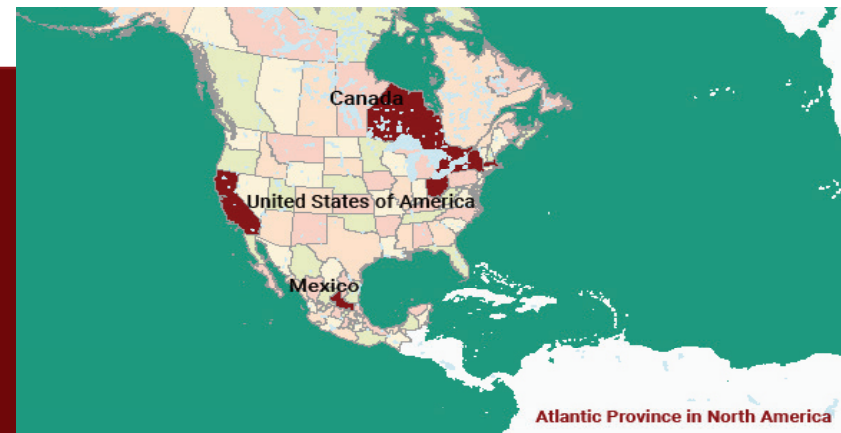 Canada
United States of America
Mexico
Atlantic Province in North America